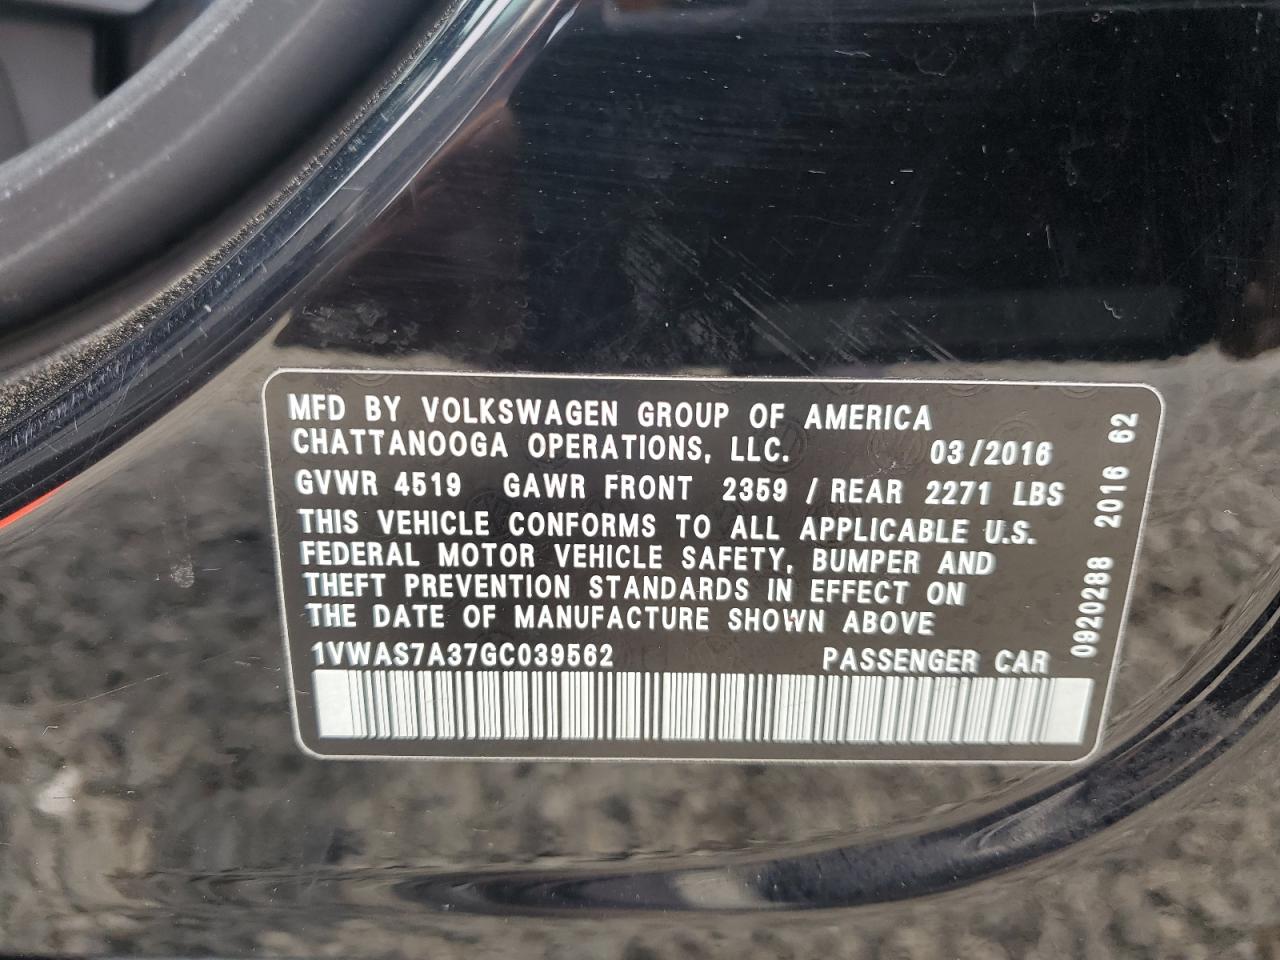 MFD BY VOLKSWAGEN GROUP OF AMERICA
CHATTANOOGA OPERATIONS, LLC. 03/2016
GVWR 4519 GAWR FRONT 2359 / REAR 2271 LBS
THIS VEHICLE CONFORMS TO ALL APPLICABLE U.S.
FEDERAL MOTOR VEHICLE SAFETY, BUMPER AND
THEFT PREVENTION STANDARDS IN EFFECT ON
THE DATE OF MANUFACTURE SHOWN ABOVE
1VWAS7A37GC039562 PASSENGER CAR
0920288 2016 62